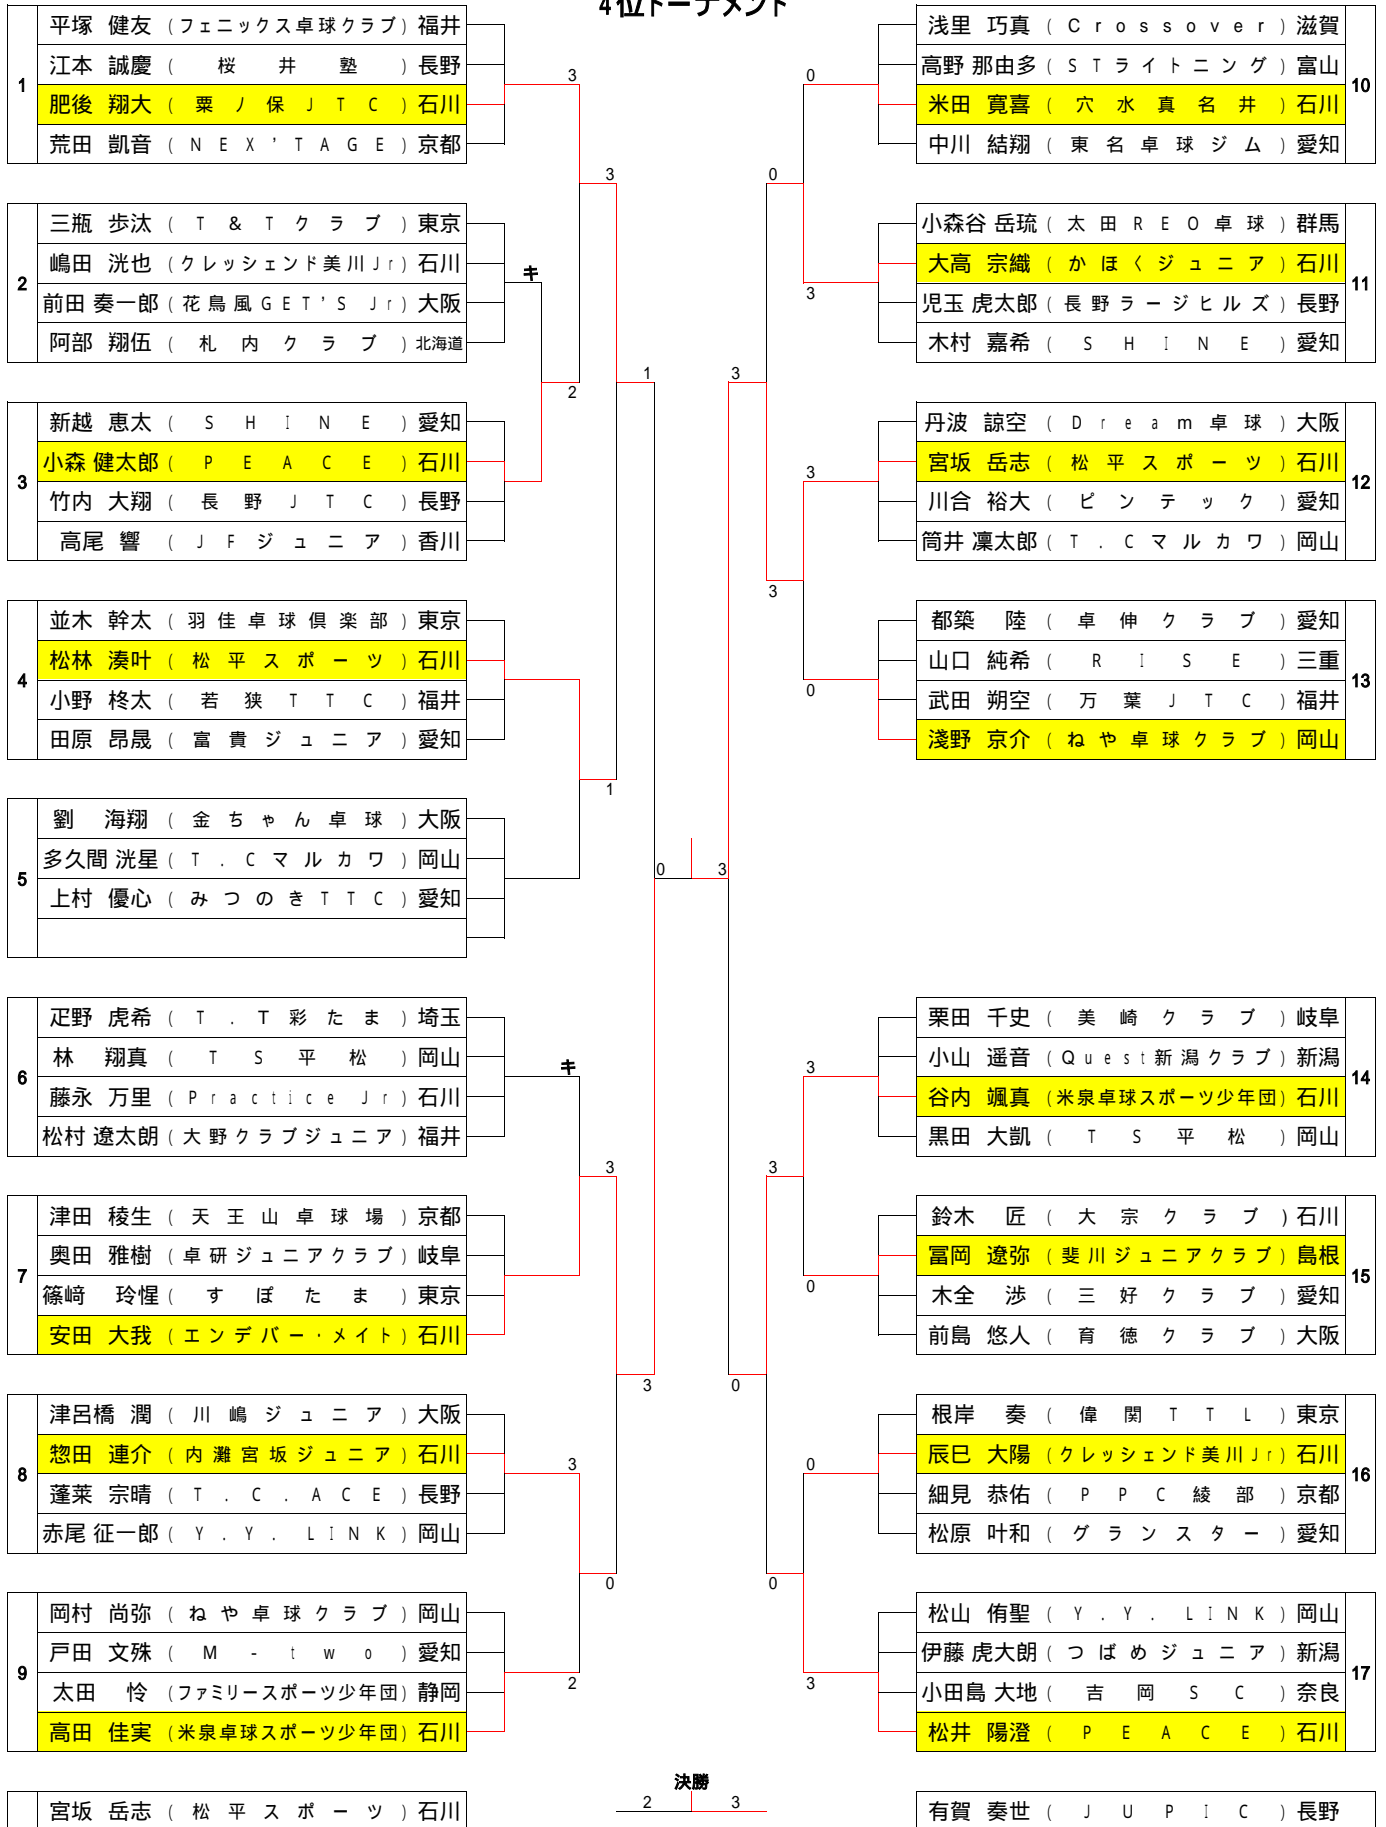 4位トーナメント
1
平塚 健友 (フェニックス卓球クラブ) 福井
江本 誠慶 (桜井塾) 長野
肥後 翔大 (粟ノ保JTC) 石川
荒田 凱音 (NEX'TAGE) 京都
3
3
2
三瓶 歩汰 (T&Tクラブ) 東京
嶋田 洸也 (クレッシェンド美川Jr) 石川
前田 奏一郎 (花鳥風GET'S Jr) 大阪
阿部 翔伍 (札内クラブ) 北海道
キ
2
1
3
新越 恵太 (SHINE) 愛知
小森 健太郎 (PEACE) 石川
竹内 大翔 (長野JTC) 長野
高尾 響 (JFジュニア) 香川
4
並木 幹太 (羽佳卓球倶楽部) 東京
松林 湊叶 (松平スポーツ) 石川
小野 柊太 (若狭TTC) 福井
田原 昂晟 (富貴ジュニア) 愛知
1
5
劉 海翔 (金ちゃん卓球) 大阪
多久間 洸星 (T.Cマルカワ) 岡山
上村 優心 (みつのきTTC) 愛知
0
3
6
疋野 虎希 (T.T彩たま) 埼玉
林 翔真 (TS平松) 岡山
藤永 万里 (Practice Jr) 石川
松村 遼太朗 (大野クラブジュニア) 福井
キ
3
7
津田 稜生 (天王山卓球場) 京都
奥田 雅樹 (卓研ジュニアクラブ) 岐阜
篠﨑 玲惺 (すぽたま) 東京
安田 大我 (エンデバー・メイト) 石川
3
8
津呂橋 潤 (川嶋ジュニア) 大阪
惣田 連介 (内灘宮坂ジュニア) 石川
蓬莱 宗晴 (T.C.ACE) 長野
赤尾 征一郎 (Y.Y.LINK) 岡山
3
0
9
岡村 尚弥 (ねや卓球クラブ) 岡山
戸田 文殊 (M-two) 愛知
太田 怜 (ファミリースポーツ少年団) 静岡
高田 佳実 (米泉卓球スポーツ少年団) 石川
2
宮坂 岳志 (松平スポーツ) 石川
決勝
2 3
浅里 巧真 (Crossover) 滋賀
高野 那由多 (STライトニング) 富山
米田 寛喜 (穴水真名井) 石川
中川 結翔 (東名卓球ジム) 愛知
10
0
0
小森谷 岳琉 (太田REO卓球) 群馬
大高 宗織 (かほくジュニア) 石川
児玉 虎太郎 (長野ラージヒルズ) 長野
木村 嘉希 (SHINE) 愛知
11
3
3
丹波 諒空 (Dream卓球) 大阪
宮坂 岳志 (松平スポーツ) 石川
川合 裕大 (ピンテック) 愛知
筒井 凜太郎 (T.Cマルカワ) 岡山
12
3
3
都築 陸 (卓伸クラブ) 愛知
山口 純希 (RISE) 三重
武田 朔空 (万葉JTC) 福井
淺野 京介 (ねや卓球クラブ) 岡山
13
0
栗田 千史 (美崎クラブ) 岐阜
小山 遥音 (Quest新潟クラブ) 新潟
谷内 颯真 (米泉卓球スポーツ少年団) 石川
黒田 大凱 (TS平松) 岡山
14
3
3
鈴木 匠 (大宗クラブ) 石川
冨岡 遼弥 (斐川ジュニアクラブ) 島根
木全 渉 (三好クラブ) 愛知
前島 悠人 (育徳クラブ) 大阪
15
0
0
根岸 奏 (偉関TTL) 東京
辰巳 大陽 (クレッシェンド美川Jr) 石川
細見 恭佑 (PPC綾部) 京都
松原 叶和 (グランスター) 愛知
16
0
0
松山 侑聖 (Y.Y.LINK) 岡山
伊藤 虎大朗 (つばめジュニア) 新潟
小田島 大地 (吉岡SC) 奈良
松井 陽澄 (PEACE) 石川
17
3
有賀 奏世 (JUPIC) 長野